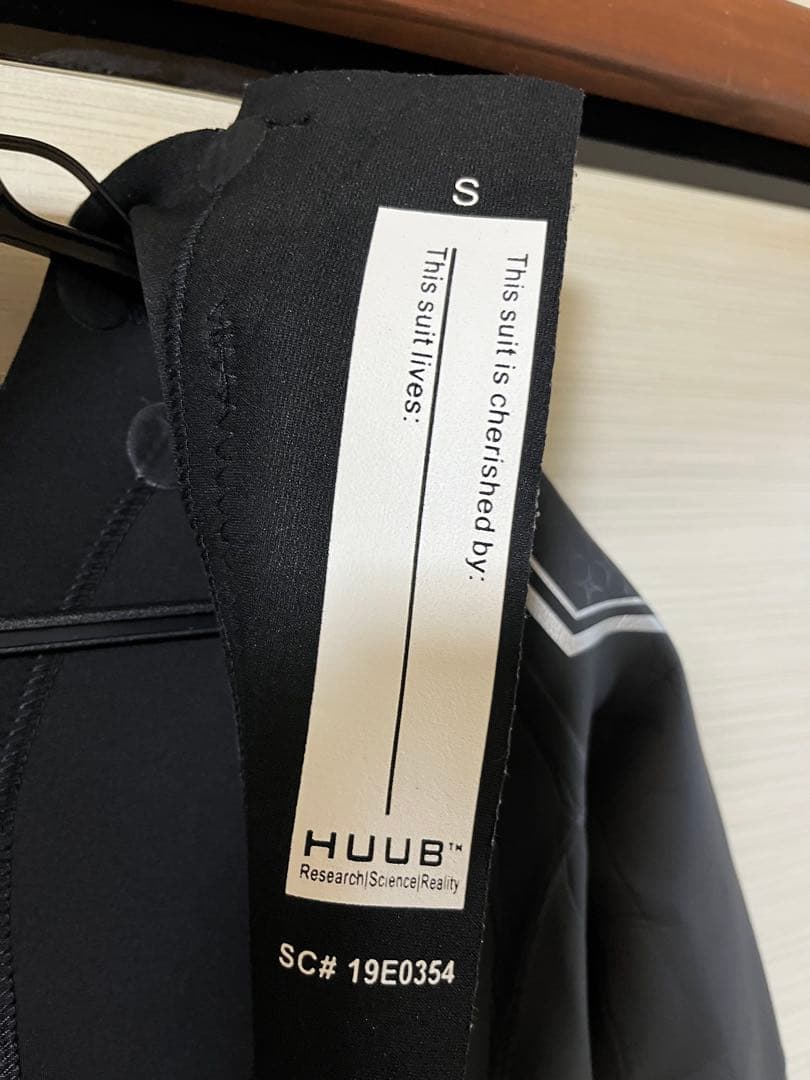 S
This suit is cherished by:
This suit lives:
HUUB™
Research|Science|Reality
SC# 19E0354